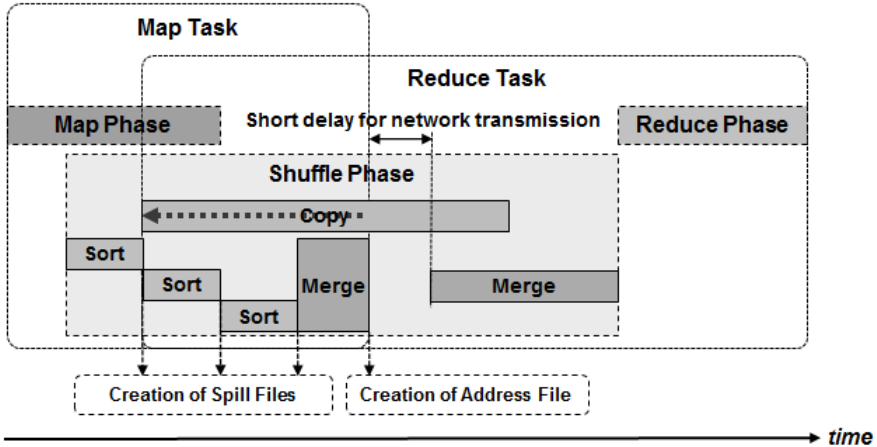 Map Task
Reduce Task
Map Phase
Short delay for network transmission
Reduce Phase
Shuffle Phase
Copy
Sort
Sort
Merge
Merge
Sort
Creation of Spill Files
Creation of Address File
time